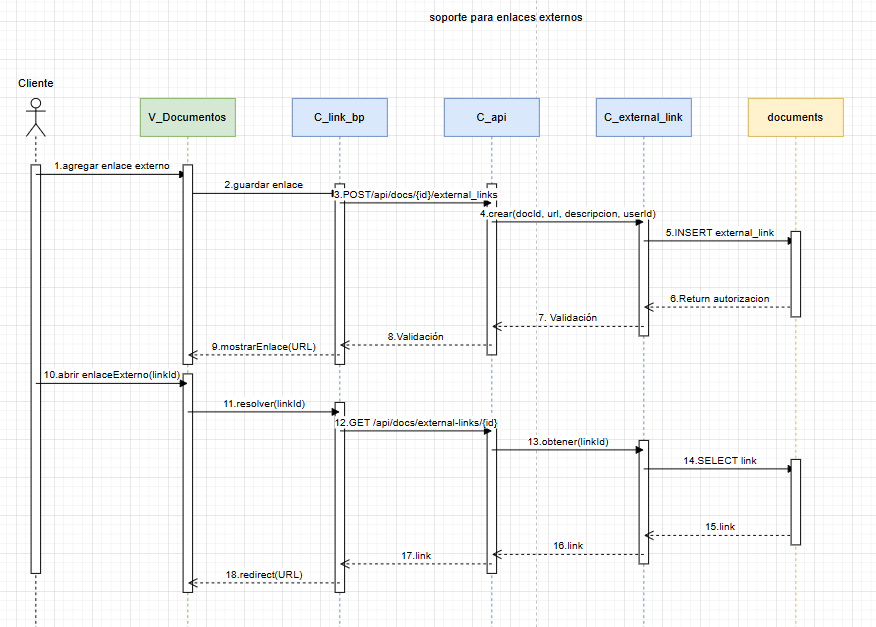 soporte para enlaces externos
Cliente
V_Documentos
C_link_bp
C_api
C_external_link
documents
1.agregar enlace externo
2.guardar enlace
3.POST/api/docs/{id}/external_links
4.crear(docId, url, descripcion, userId)
5.INSERT external_link
6.Return autorizacion
7. Validación
8.Validación
9.mostrarEnlace(URL)
10.abrir enlaceExterno(linkId)
11.resolver(linkId)
12.GET /api/docs/external-links/{id}
13.obtener(linkId)
14.SELECT link
15.link
16.link
17.link
18.redirect(URL)